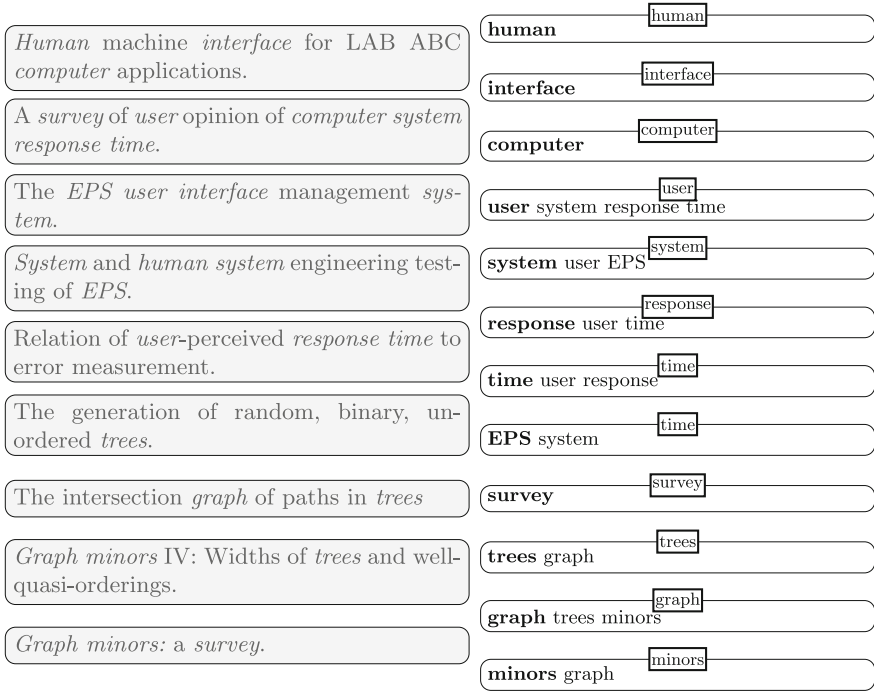 Human machine interface for LAB ABC
computer applications.
A survey of user opinion of computer system
response time.
The EPS user interface management sys-
tem.
System and human system engineering test-
ing of EPS.
Relation of user-perceived response time to
error measurement.
The generation of random, binary, un-
ordered trees.
The intersection graph of paths in trees
Graph minors IV: Widths of trees and well-
quasi-orderings.
Graph minors: a survey.
human
human
interface
interface
computer
computer
user
user system response time
system
system user EPS
response
response user time
time
time user response
time
EPS system
survey
survey
trees
trees graph
graph
graph trees minors
minors
minors graph